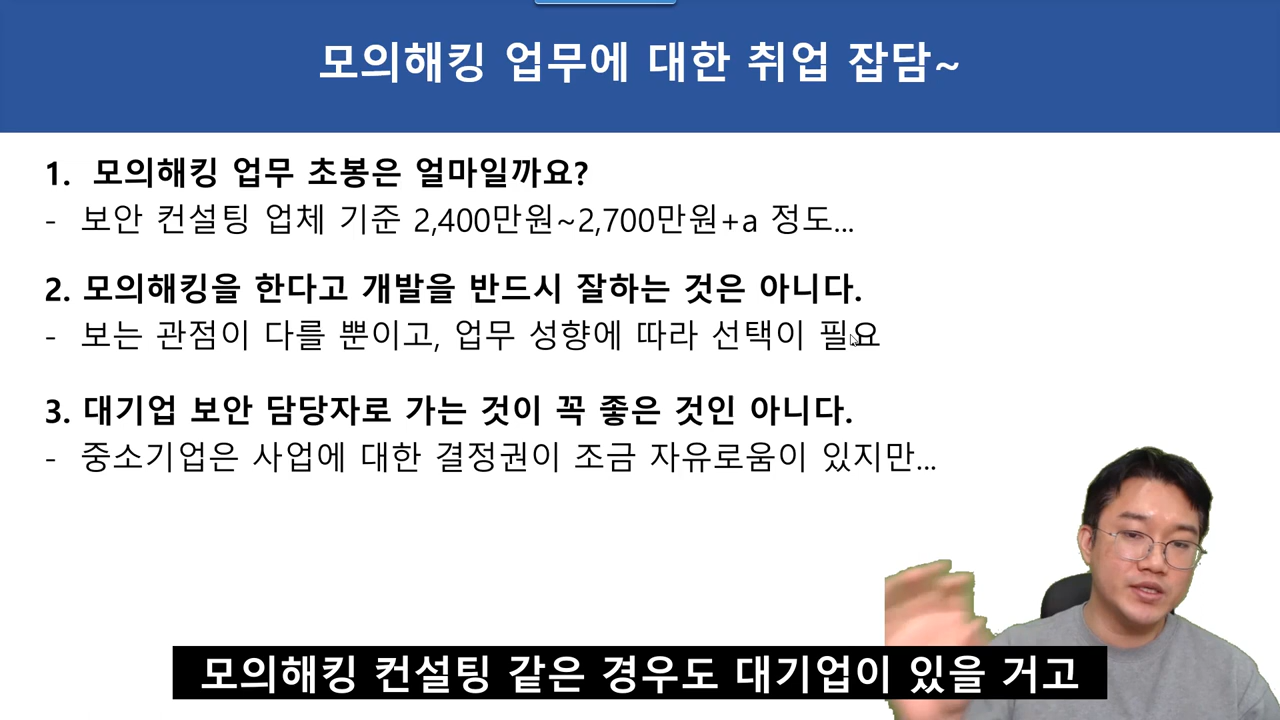 모의해킹 업무에 대한 취업 잡담~
1. 모의해킹 업무 초봉은 얼마일까요?
- 보안 컨설팅 업체 기준 2,400만원~2,700만원+a 정도...
2. 모의해킹을 한다고 개발을 반드시 잘하는 것은 아니다.
- 보는 관점이 다를 뿐이고, 업무 성향에 따라 선택이 필요
3. 대기업 보안 담당자로 가는 것이 꼭 좋은 것인 아니다.
- 중소기업은 사업에 대한 결정권이 조금 자유로움이 있지만...
모의해킹 컨설팅 같은 경우도 대기업이 있을 거고